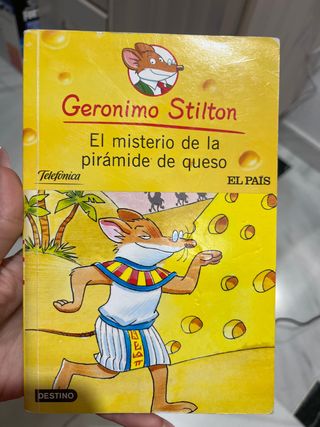 Geronimo Stilton
El misterio de la
pirámide de queso
Telefónica
EL PAÍS
DESTINO